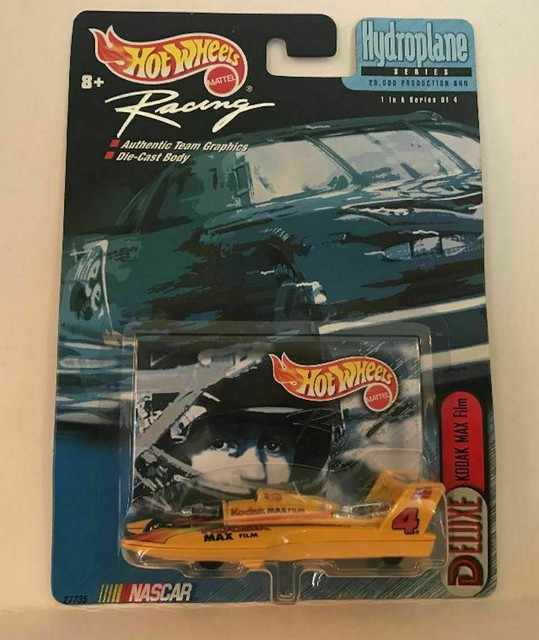 HOT WHEELS
MATTEL
®
8+
Racing
Authentic Team Graphics
Die-Cast Body
Hydroplane
SERIES
25,000 PRODUCTION RUN
1 In A Series Of 4
HOT WHEELS
MATTEL
KODAK MAX Film
DELUXE
Kodak MAX FILM
MAX FILM
4
27735
NASCAR